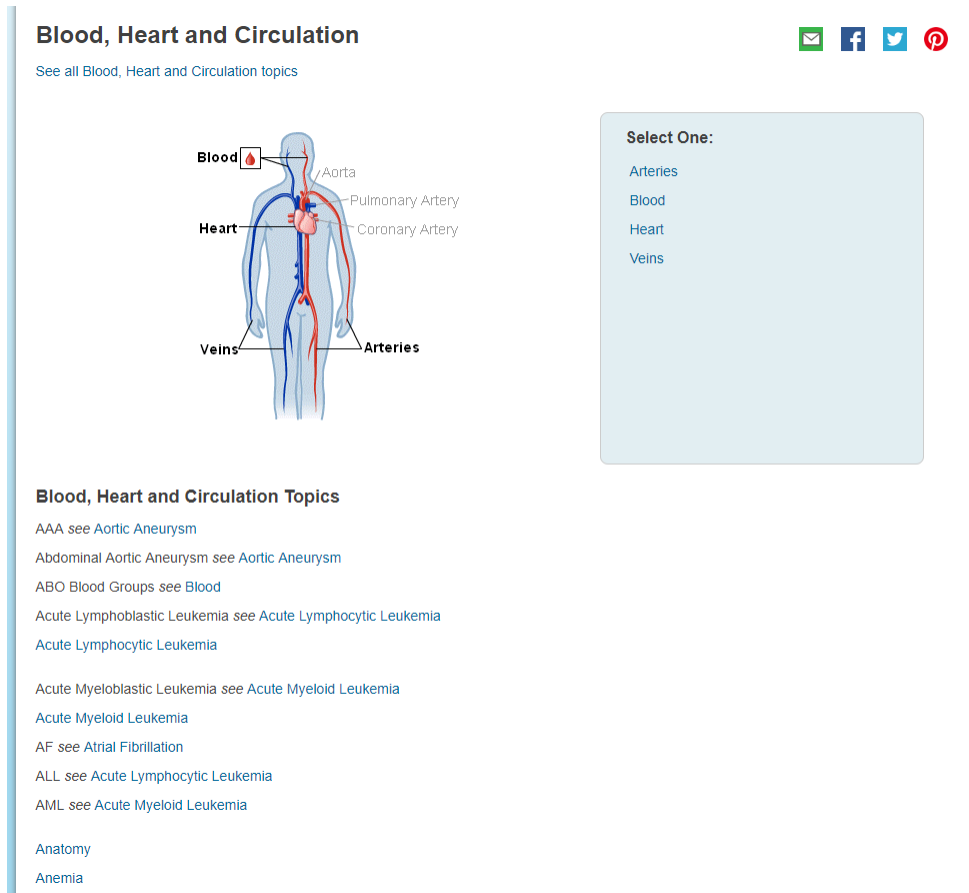 Blood, Heart and Circulation
See all Blood, Heart and Circulation topics
Blood
Aorta
Pulmonary Artery
Heart
Coronary Artery
Veins
Arteries
Select One:
Arteries
Blood
Heart
Veins
Blood, Heart and Circulation Topics
AAA see Aortic Aneurysm
Abdominal Aortic Aneurysm see Aortic Aneurysm
ABO Blood Groups see Blood
Acute Lymphoblastic Leukemia see Acute Lymphocytic Leukemia
Acute Lymphocytic Leukemia
Acute Myeloblastic Leukemia see Acute Myeloid Leukemia
Acute Myeloid Leukemia
AF see Atrial Fibrillation
ALL see Acute Lymphocytic Leukemia
AML see Acute Myeloid Leukemia
Anatomy
Anemia